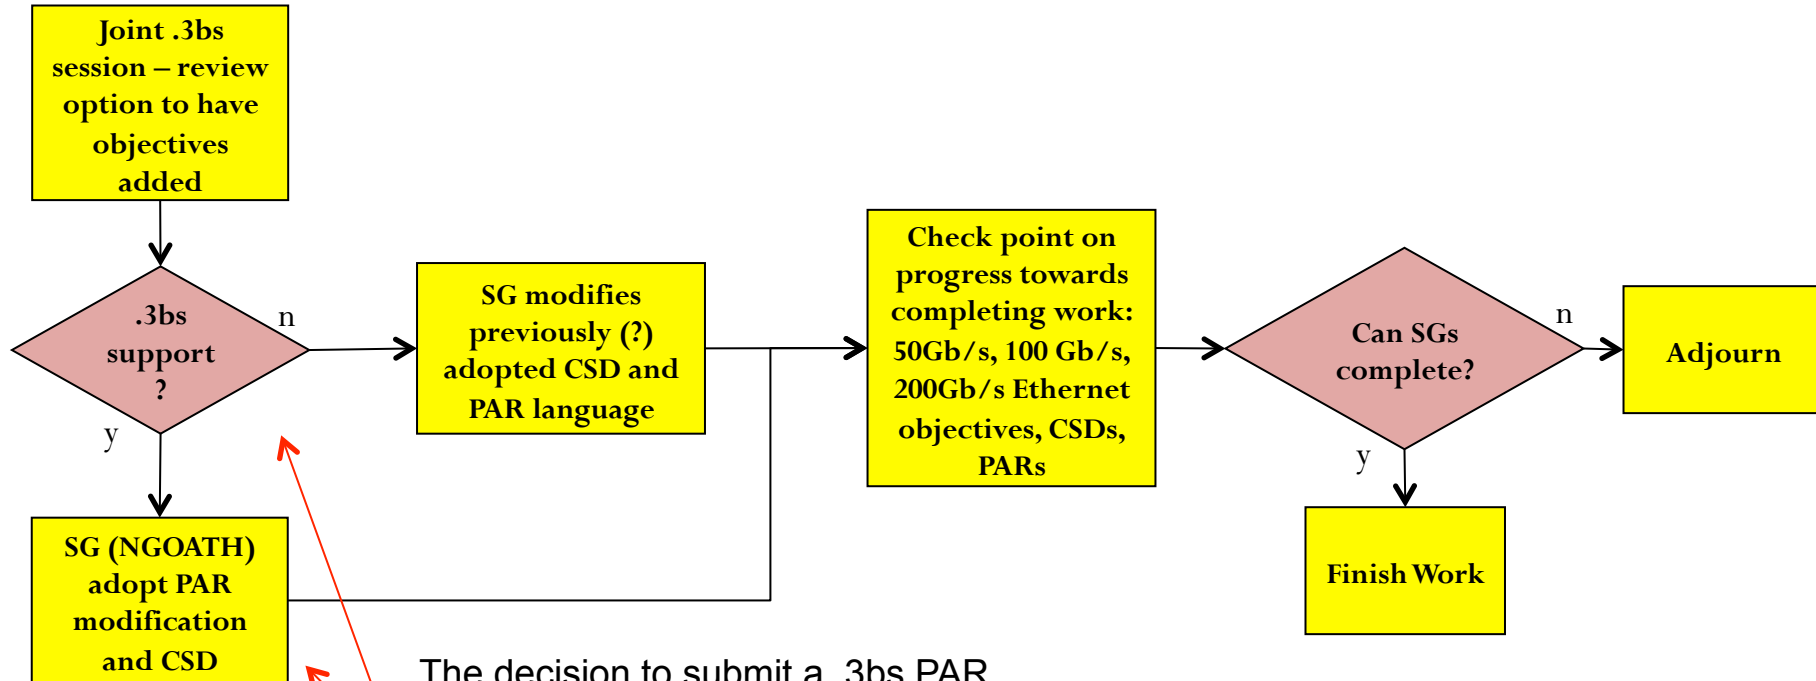 Joint .3bs
session – review
option to have
objectives
added
.3bs
support
?
n
y
SG modifies
previously (?)
adopted CSD and
PAR language
SG (NGOATH)
adopt PAR
modification
and CSD
Check point on
progress towards
completing work:
50Gb/s, 100 Gb/s,
200Gb/s Ethernet
objectives, CSDs,
PARs
Can SGs
complete?
n
y
Adjourn
Finish Work
The decision to submit a .3bs PAR